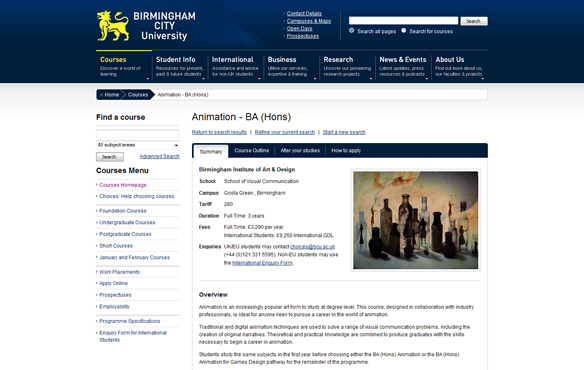 BIRMINGHAM
CITY
University
Contact Details
Campuses & Maps
Open Days
Prospectuses
Search
Search all pages
Search for courses
Courses
Discover a world of
learning
Student Info
Resources for present,
past & future students
International
Assistance and advice
for non-UK students
Business
Utilise our services,
expertise & training
Research
Uncover our pioneering
research projects
News & Events
Latest updates, press
resources & podcasts
About Us
Find out more about us,
our faculties & projects
Home
Courses
Animation - BA (Hons)
Find a course
All subject areas
Search
Advanced Search
Courses Menu
Courses Homepage
Choices: Help choosing courses
Foundation Courses
Undergraduate Courses
Postgraduate Courses
Short Courses
January and February Courses
Work Placements
Apply Online
Prospectuses
Employability
Programme Specifications
Enquiry Form for International
Students
Animation - BA (Hons)
Return to search results | Refine your current search | Start a new search
Summary
Course Outline
After your studies
How to apply
Birmingham Institute of Art & Design
School School of Visual Communication
Campus Gosta Green , Birmingham
Tariff 280
Duration Full Time: 3 years
Fees Full Time: £3,290 per year
International Students: £8,250 International GDL
Enquiries UK/EU students may contact choices@bcu.ac.uk
(+44 (0)121 331 5595). Non-EU students may use
the International Enquiry Form.
Overview
Animation is an increasingly popular art form to study at degree level. This course, designed in collaboration with industry
professionals, is ideal for anyone keen to pursue a career in the world of animation.
Traditional and digital animation techniques are used to solve a range of visual communication problems, including the
creation of original narratives. Theoretical and practical knowledge are combined to produce graduates with the skills
necessary to begin a career in animation.
Students study the same subjects in the first year before choosing either the BA (Hons) Animation or the BA (Hons)
Animation for Games Design pathway for the remainder of the programme.